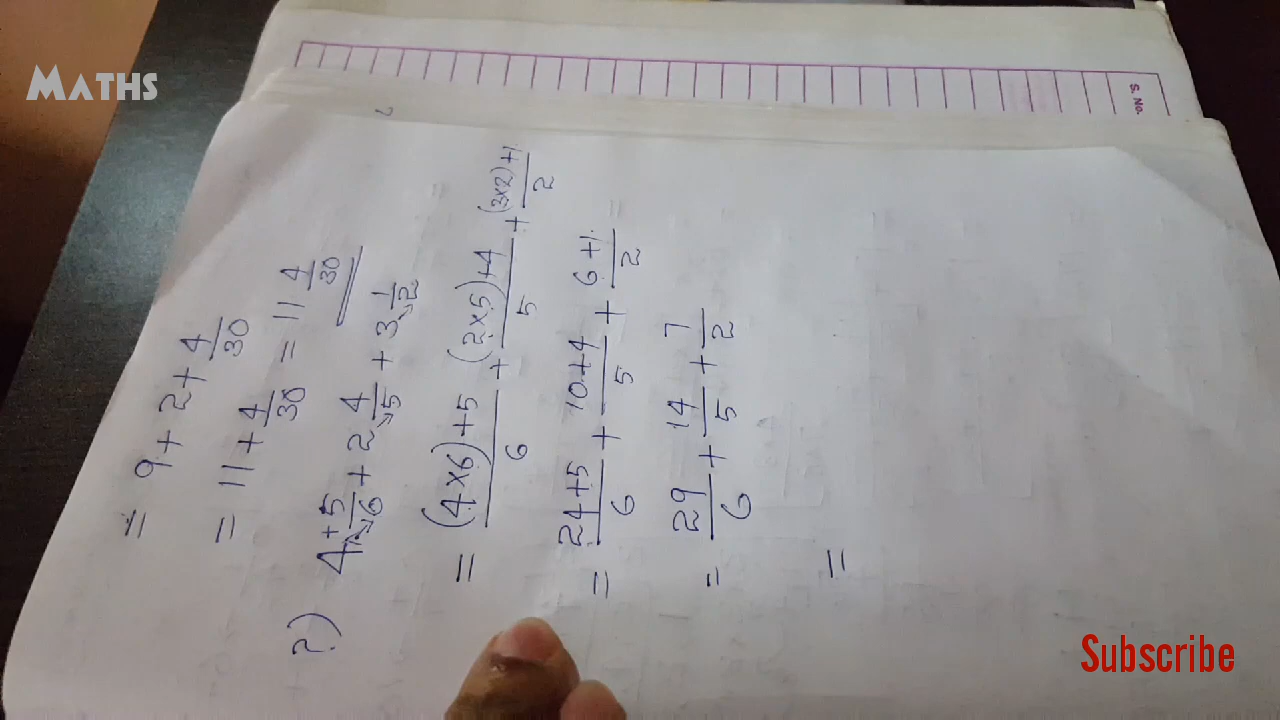 MATHS
S. No.
= 9 + 2 + 4/30
= 11 + 4/30 = 11 4/30
2) 4 5/6 + 2 4/5 + 3 1/2
= (4×6)+5/6 + (2×5)+4/5 + (3×2)+1/2
= 24+5/6 + 10+4/5 + 6+1/2
= 29/6 + 14/5 + 7/2
=
Subscribe